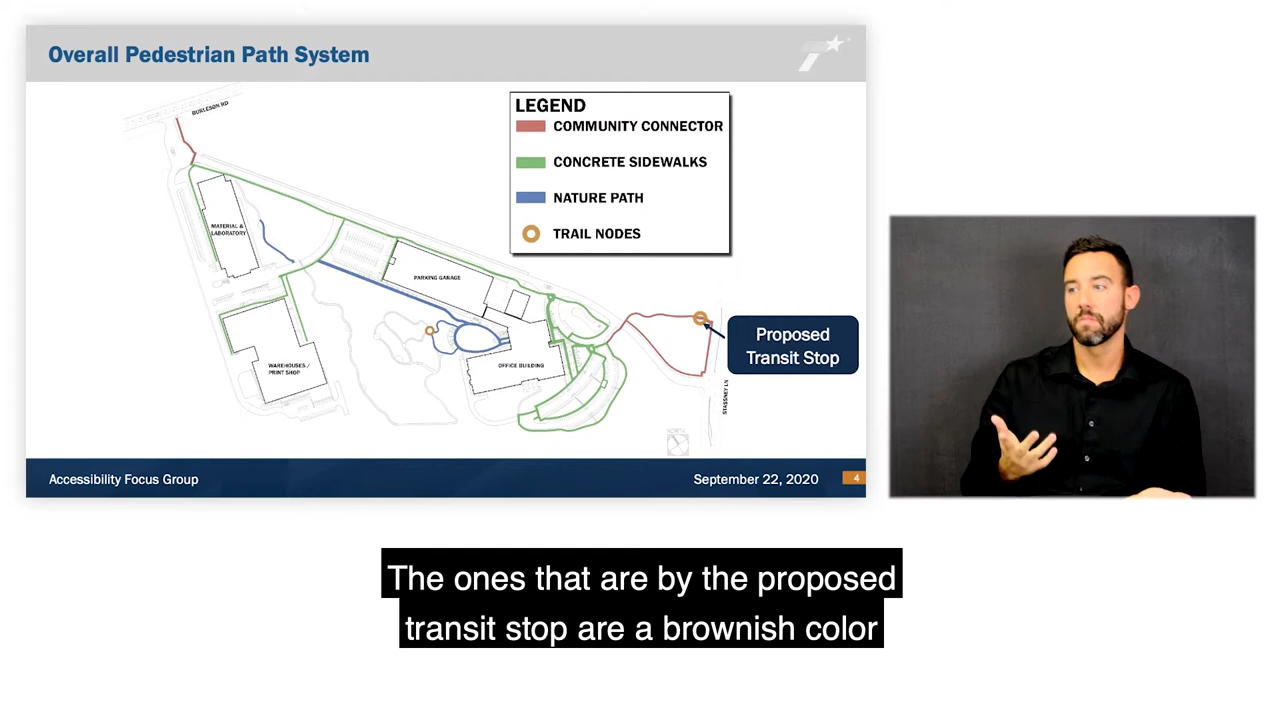 Overall Pedestrian Path System
BURLESON RD
LEGEND
COMMUNITY CONNECTOR
CONCRETE SIDEWALKS
NATURE PATH
TRAIL NODES
MATERIAL &
LABORATORY
PARKING GARAGE
WAREHOUSES /
PRINT SHOP
OFFICE BUILDING
Proposed
Transit Stop
STASSNEY LN
NORTH
Accessibility Focus Group
September 22, 2020
4
The ones that are by the proposed
transit stop are a brownish color